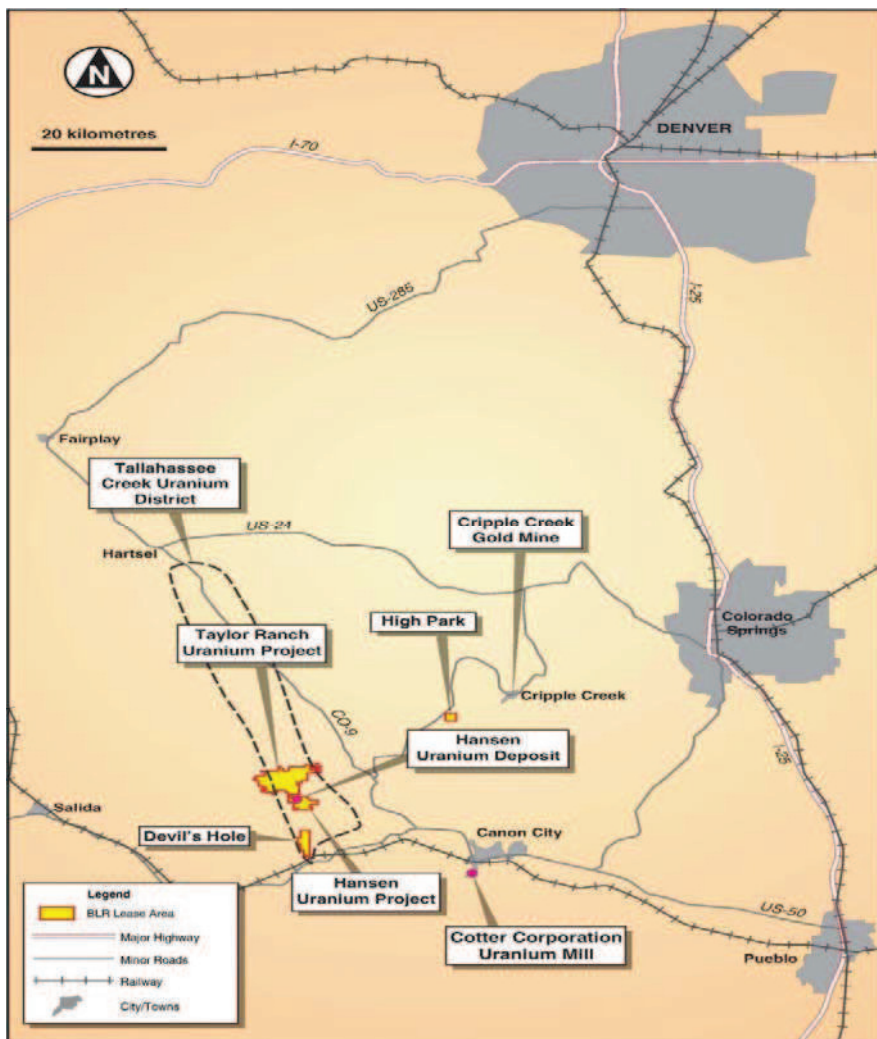 N
20 kilometres
I-70
DENVER
US-285
I-25
Fairplay
Tallahassee
Creek Uranium
District
US-24
Cripple Creek
Gold Mine
Hartsel
High Park
Taylor Ranch
Uranium Project
Colorado
Springs
Cripple Creek
CO-9
Hansen
Uranium Deposit
I-25
Salida
Devil's Hole
Canon City
Hansen
Uranium Project
US-50
Cotter Corporation
Uranium Mill
Pueblo
Legend
BLR Lease Area
Major Highway
Minor Roads
Railway
City/Towns